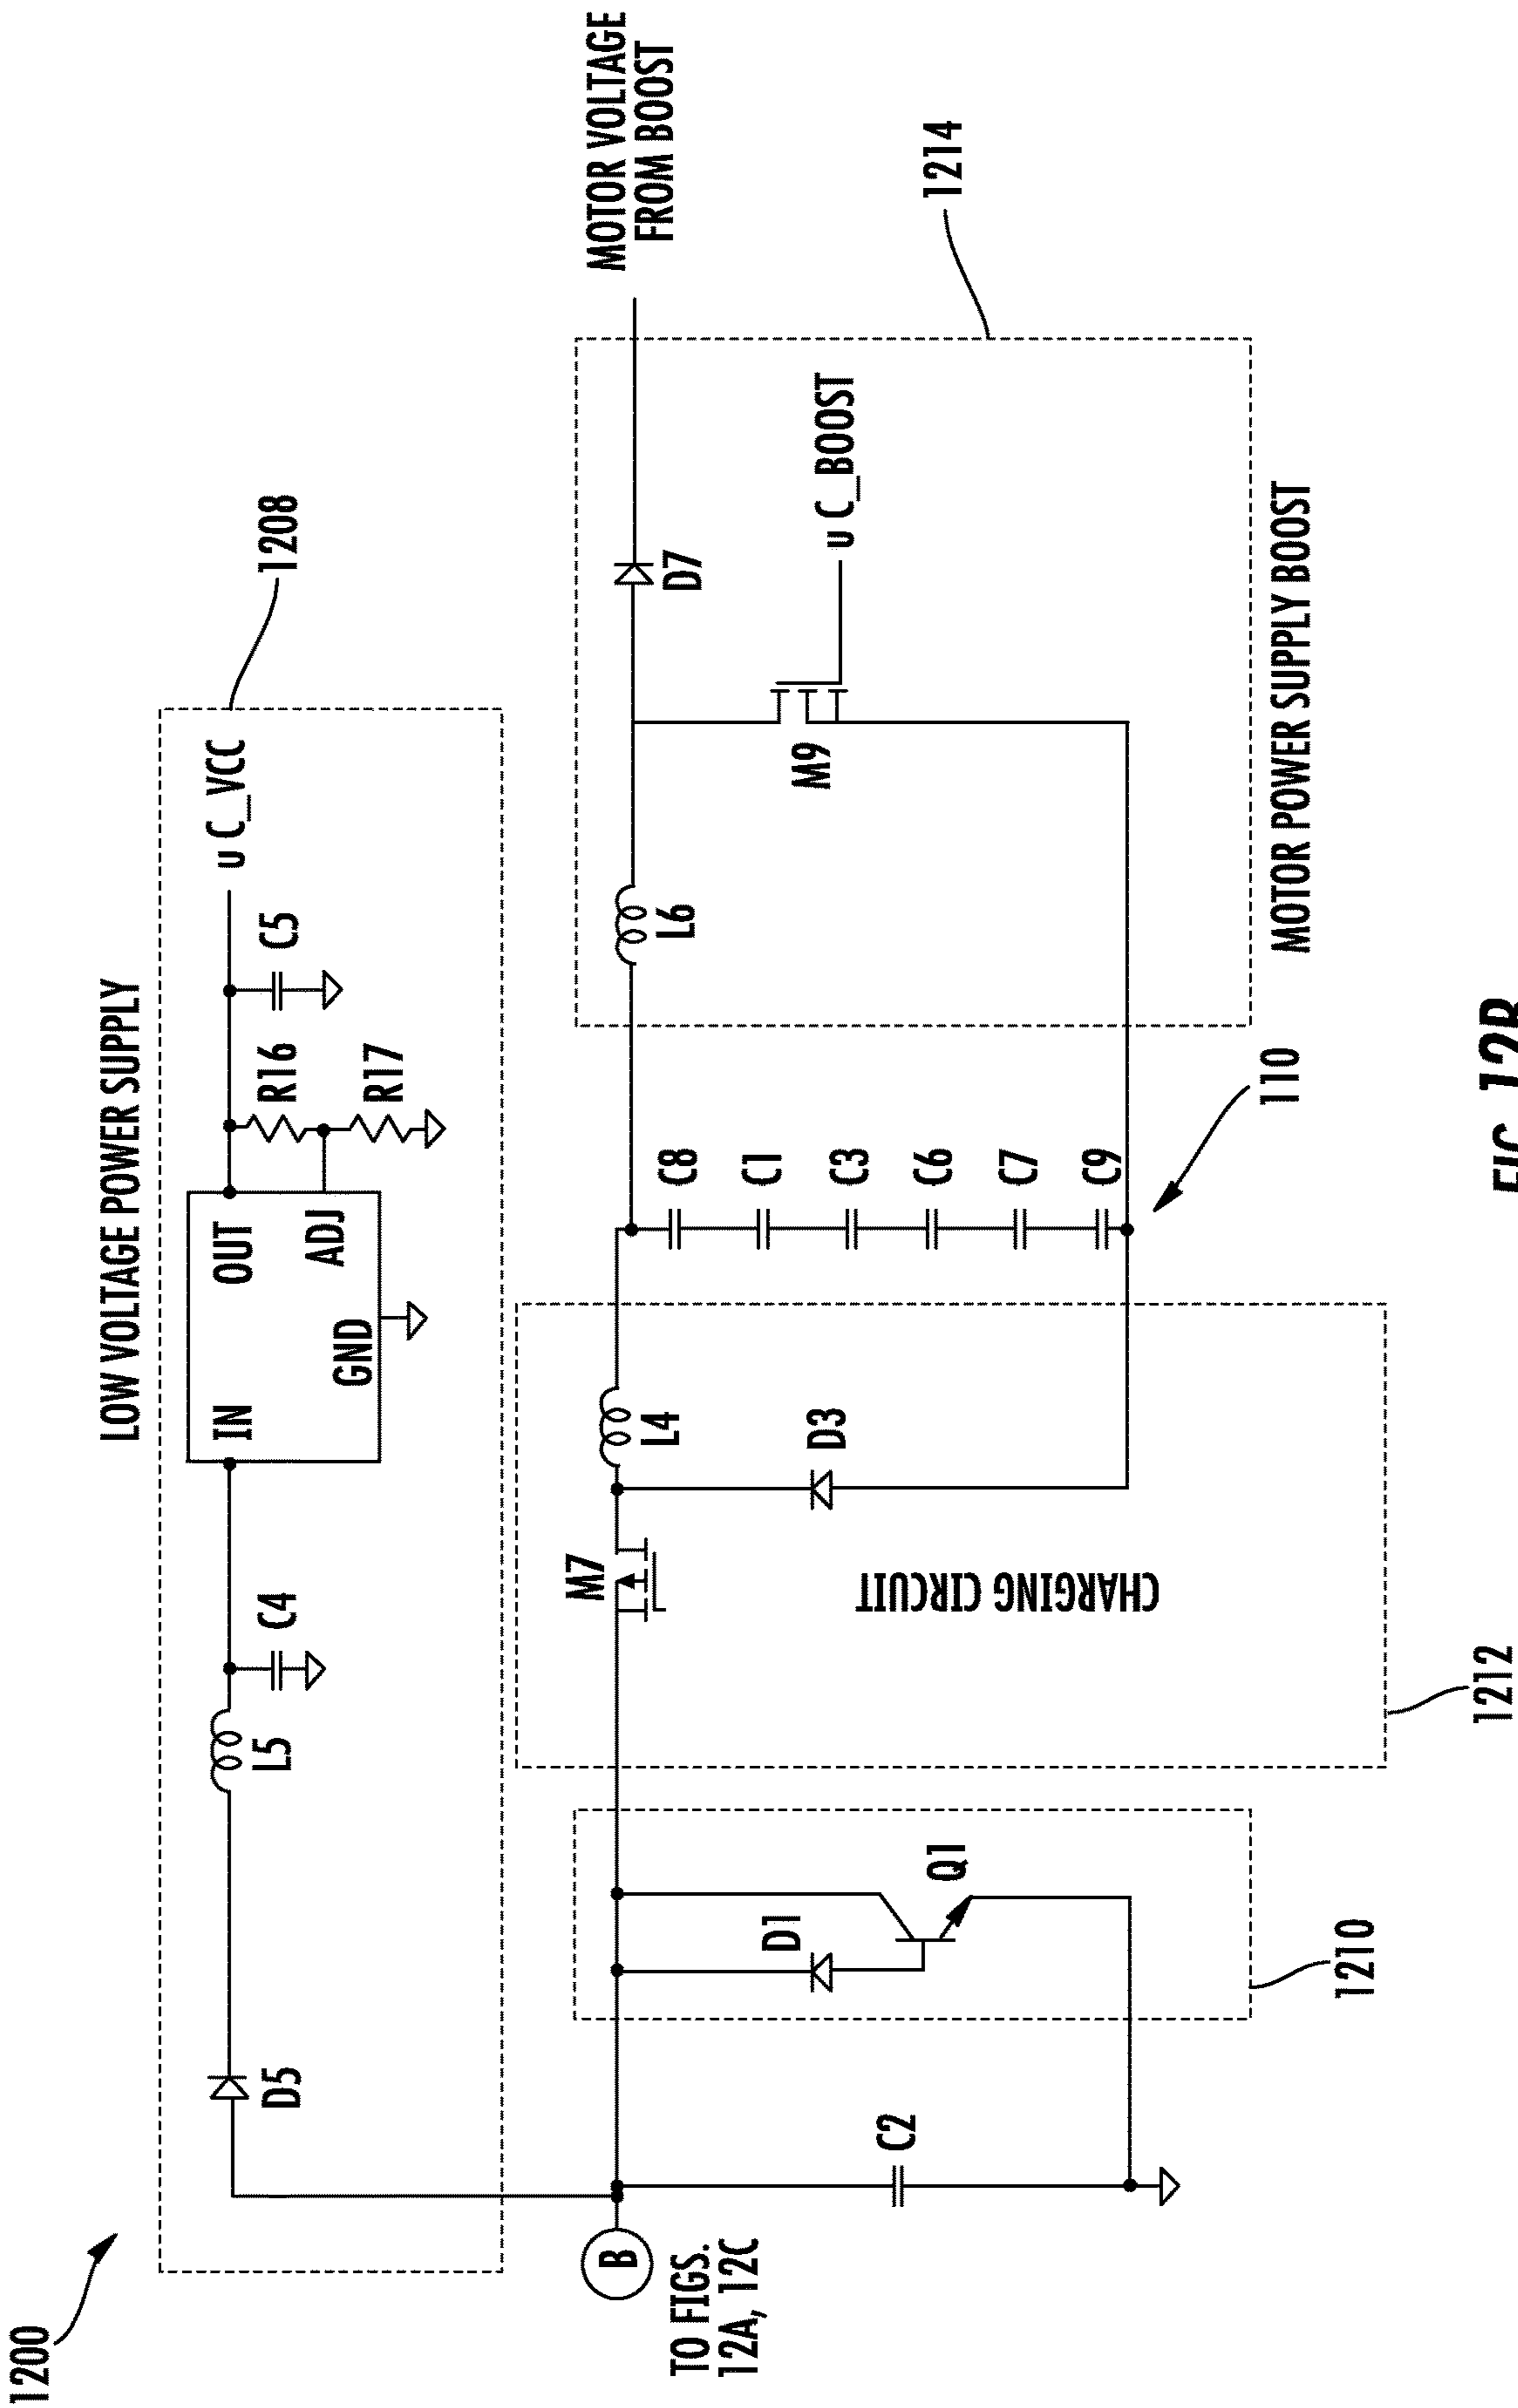 1200
LOW VOLTAGE POWER SUPPLY
1208
D5
L5
C4
IN
OUT
GND
ADJ
R16
R17
C5
u C_VCC
B
TO FIGS.
12A, 12C
C2
D1
Q1
1210
M7
L4
D3
CHARGING CIRCUIT
1212
C8
C1
C3
C6
C7
C9
110
L6
M9
D7
u C_BOOST
MOTOR VOLTAGE
FROM BOOST
1214
MOTOR POWER SUPPLY BOOST
FIG. 12B